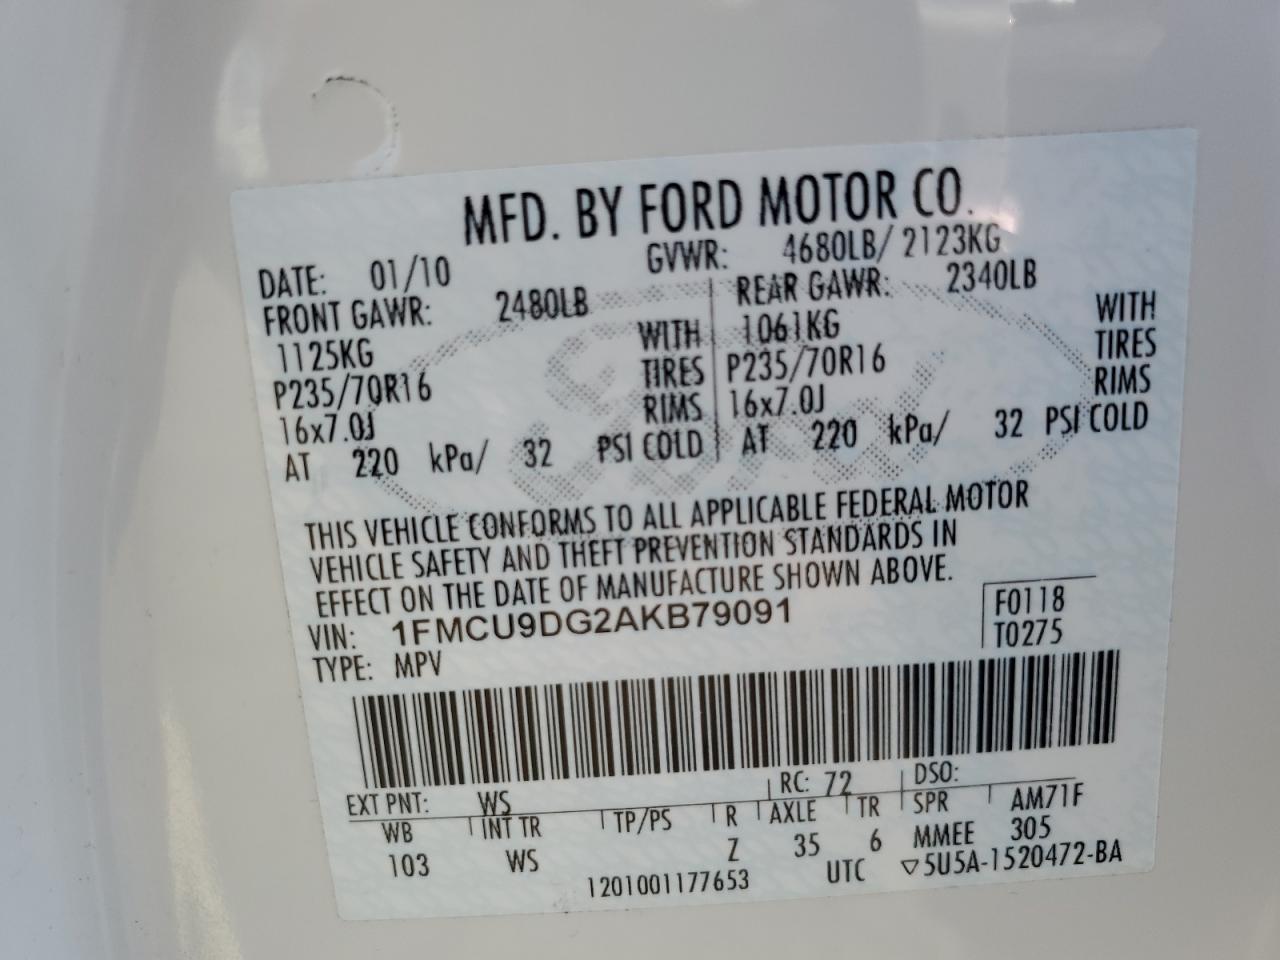 MFD. BY FORD MOTOR CO.
DATE: 01/10 GVWR: 4680LB/ 2123KG
FRONT GAWR: 2480LB REAR GAWR: 2340LB
1125KG WITH 1061KG WITH
P235/70R16 TIRES P235/70R16 TIRES
16x7.0J RIMS 16x7.0J RIMS
AT 220 kPa/ 32 PSI COLD AT 220 kPa/ 32 PSI COLD
THIS VEHICLE CONFORMS TO ALL APPLICABLE FEDERAL MOTOR
VEHICLE SAFETY AND THEFT PREVENTION STANDARDS IN
EFFECT ON THE DATE OF MANUFACTURE SHOWN ABOVE.
VIN: 1FMCU9DG2AKB79091 F0118
TYPE: MPV T0275
EXT PNT: WS RC: 72 DSO:
WB INT TR TP/PS R AXLE TR SPR AM71F
103 WS Z 35 6 MMEE 305
1201001177653 UTC ▽5U5A-1520472-BA
Ford